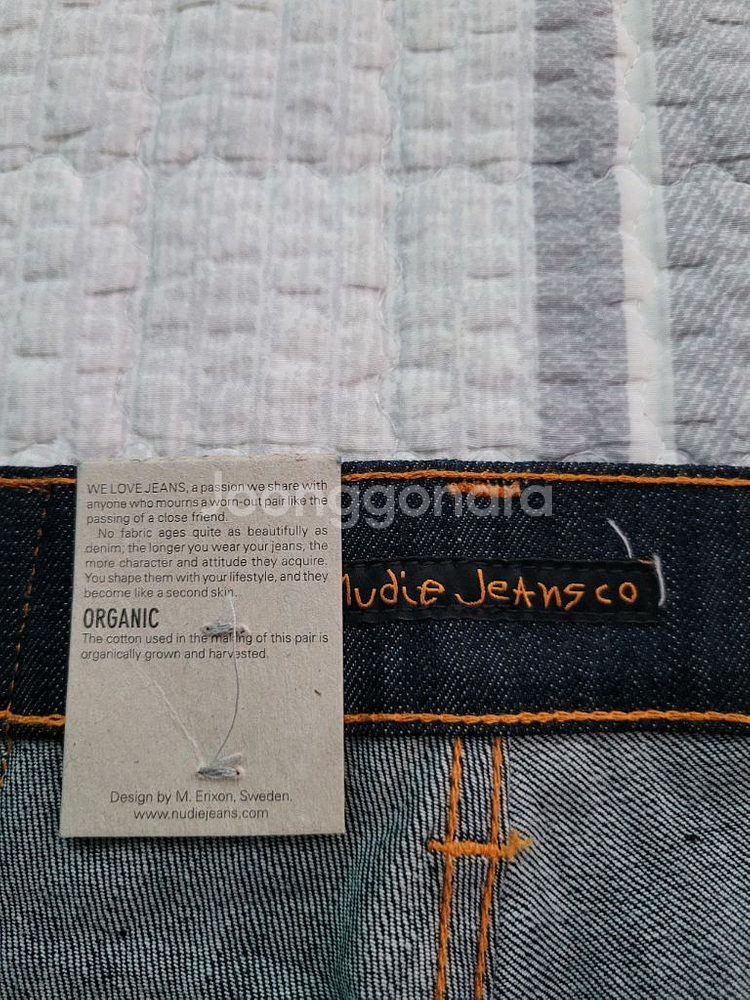 WE LOVE JEANS, a passion we share with
anyone who mourns a worn-out pair like the
passing of a close friend.
No fabric ages quite as beautifully as
denim; the longer you wear your jeans, the
more character and attitude they acquire.
You shape them with your lifestyle, and they
become like a second skin.
ORGANIC
The cotton used in the making of this pair is
organically grown and harvested.
Design by M. Erixon, Sweden.
www.nudiejeans.com
Nudie Jeans co
junggonara